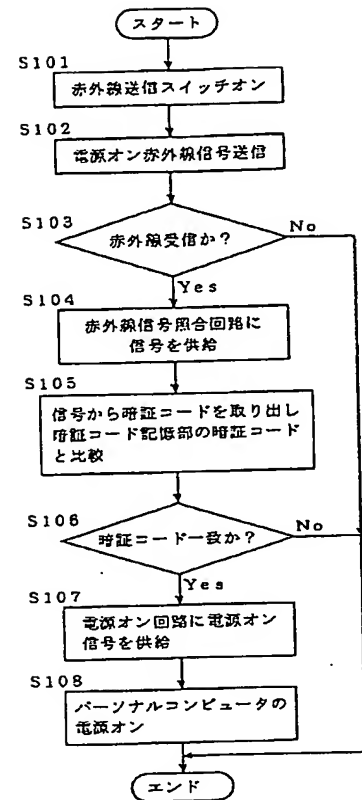 スタート
S101
赤外線送信スイッチオン
S102
電源オン赤外線信号送信
S103
赤外線受信か?
No
Yes
S104
赤外線信号照合回路に
信号を供給
S105
信号から暗証コードを取り出し
暗証コード記憶部の暗証コード
と比較
S106
暗証コード一致か?
No
Yes
S107
電源オン回路に電源オン
信号を供給
S108
パーソナルコンピュータの
電源オン
エンド